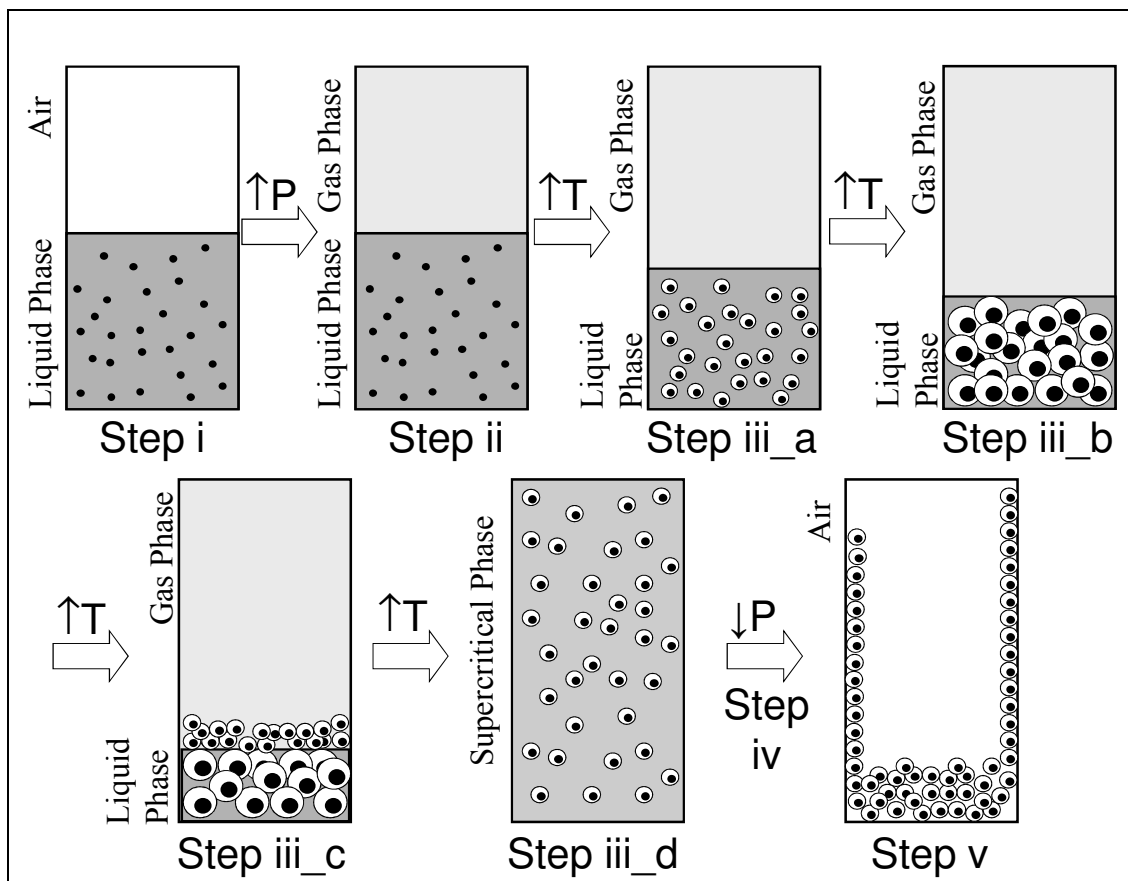 Air
Liquid Phase
Step i
↑P
Gas Phase
Liquid Phase
Step ii
↑T
Gas Phase
Liquid
Phase
Step iii_a
↑T
Gas Phase
Liquid
Phase
Step iii_b
↑T
Gas Phase
Liquid
Phase
Step iii_c
↑T
Supercritical Phase
Step iii_d
↓P
Step
iv
Air
Step v